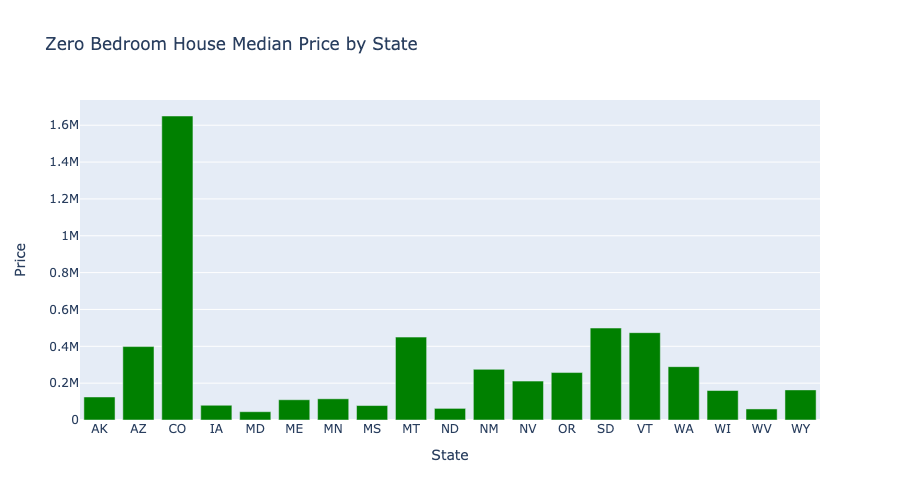 Zero Bedroom House Median Price by State
Price
1.6M
1.4M
1.2M
1M
0.8M
0.6M
0.4M
0.2M
0
AK AZ CO IA MD ME MN MS MT ND NM NV OR SD VT WA WI WV WY
State